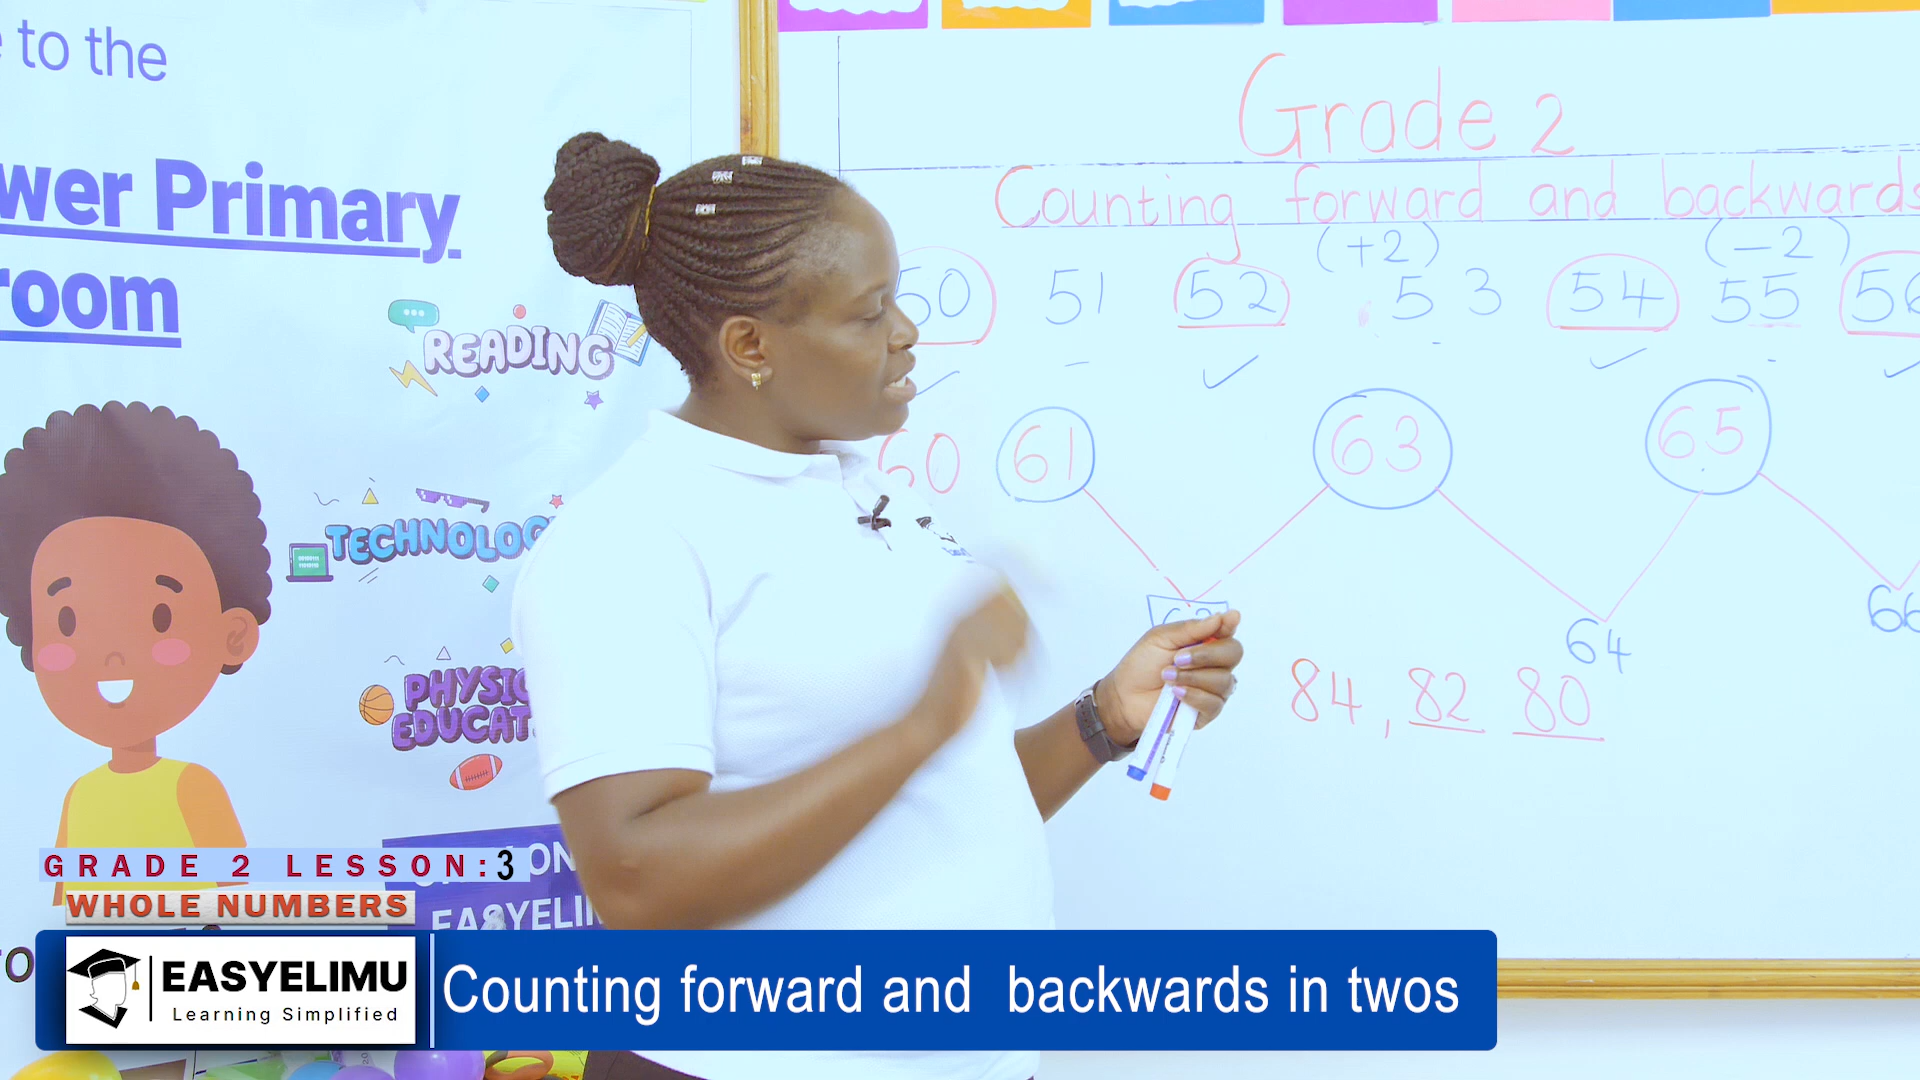 to the
wer Primary
room
READING
TECHNOLOG
PHYSIC
EDUCAT
Grade 2
Counting forward and backwards
(+2) (-2)
50 51 52 53 54 55 56
60 61 63 65
64 66
84, 82 80
GRADE 2 LESSON:3
WHOLE NUMBERS
EASYELIMU
Learning Simplified
Counting forward and backwards in twos